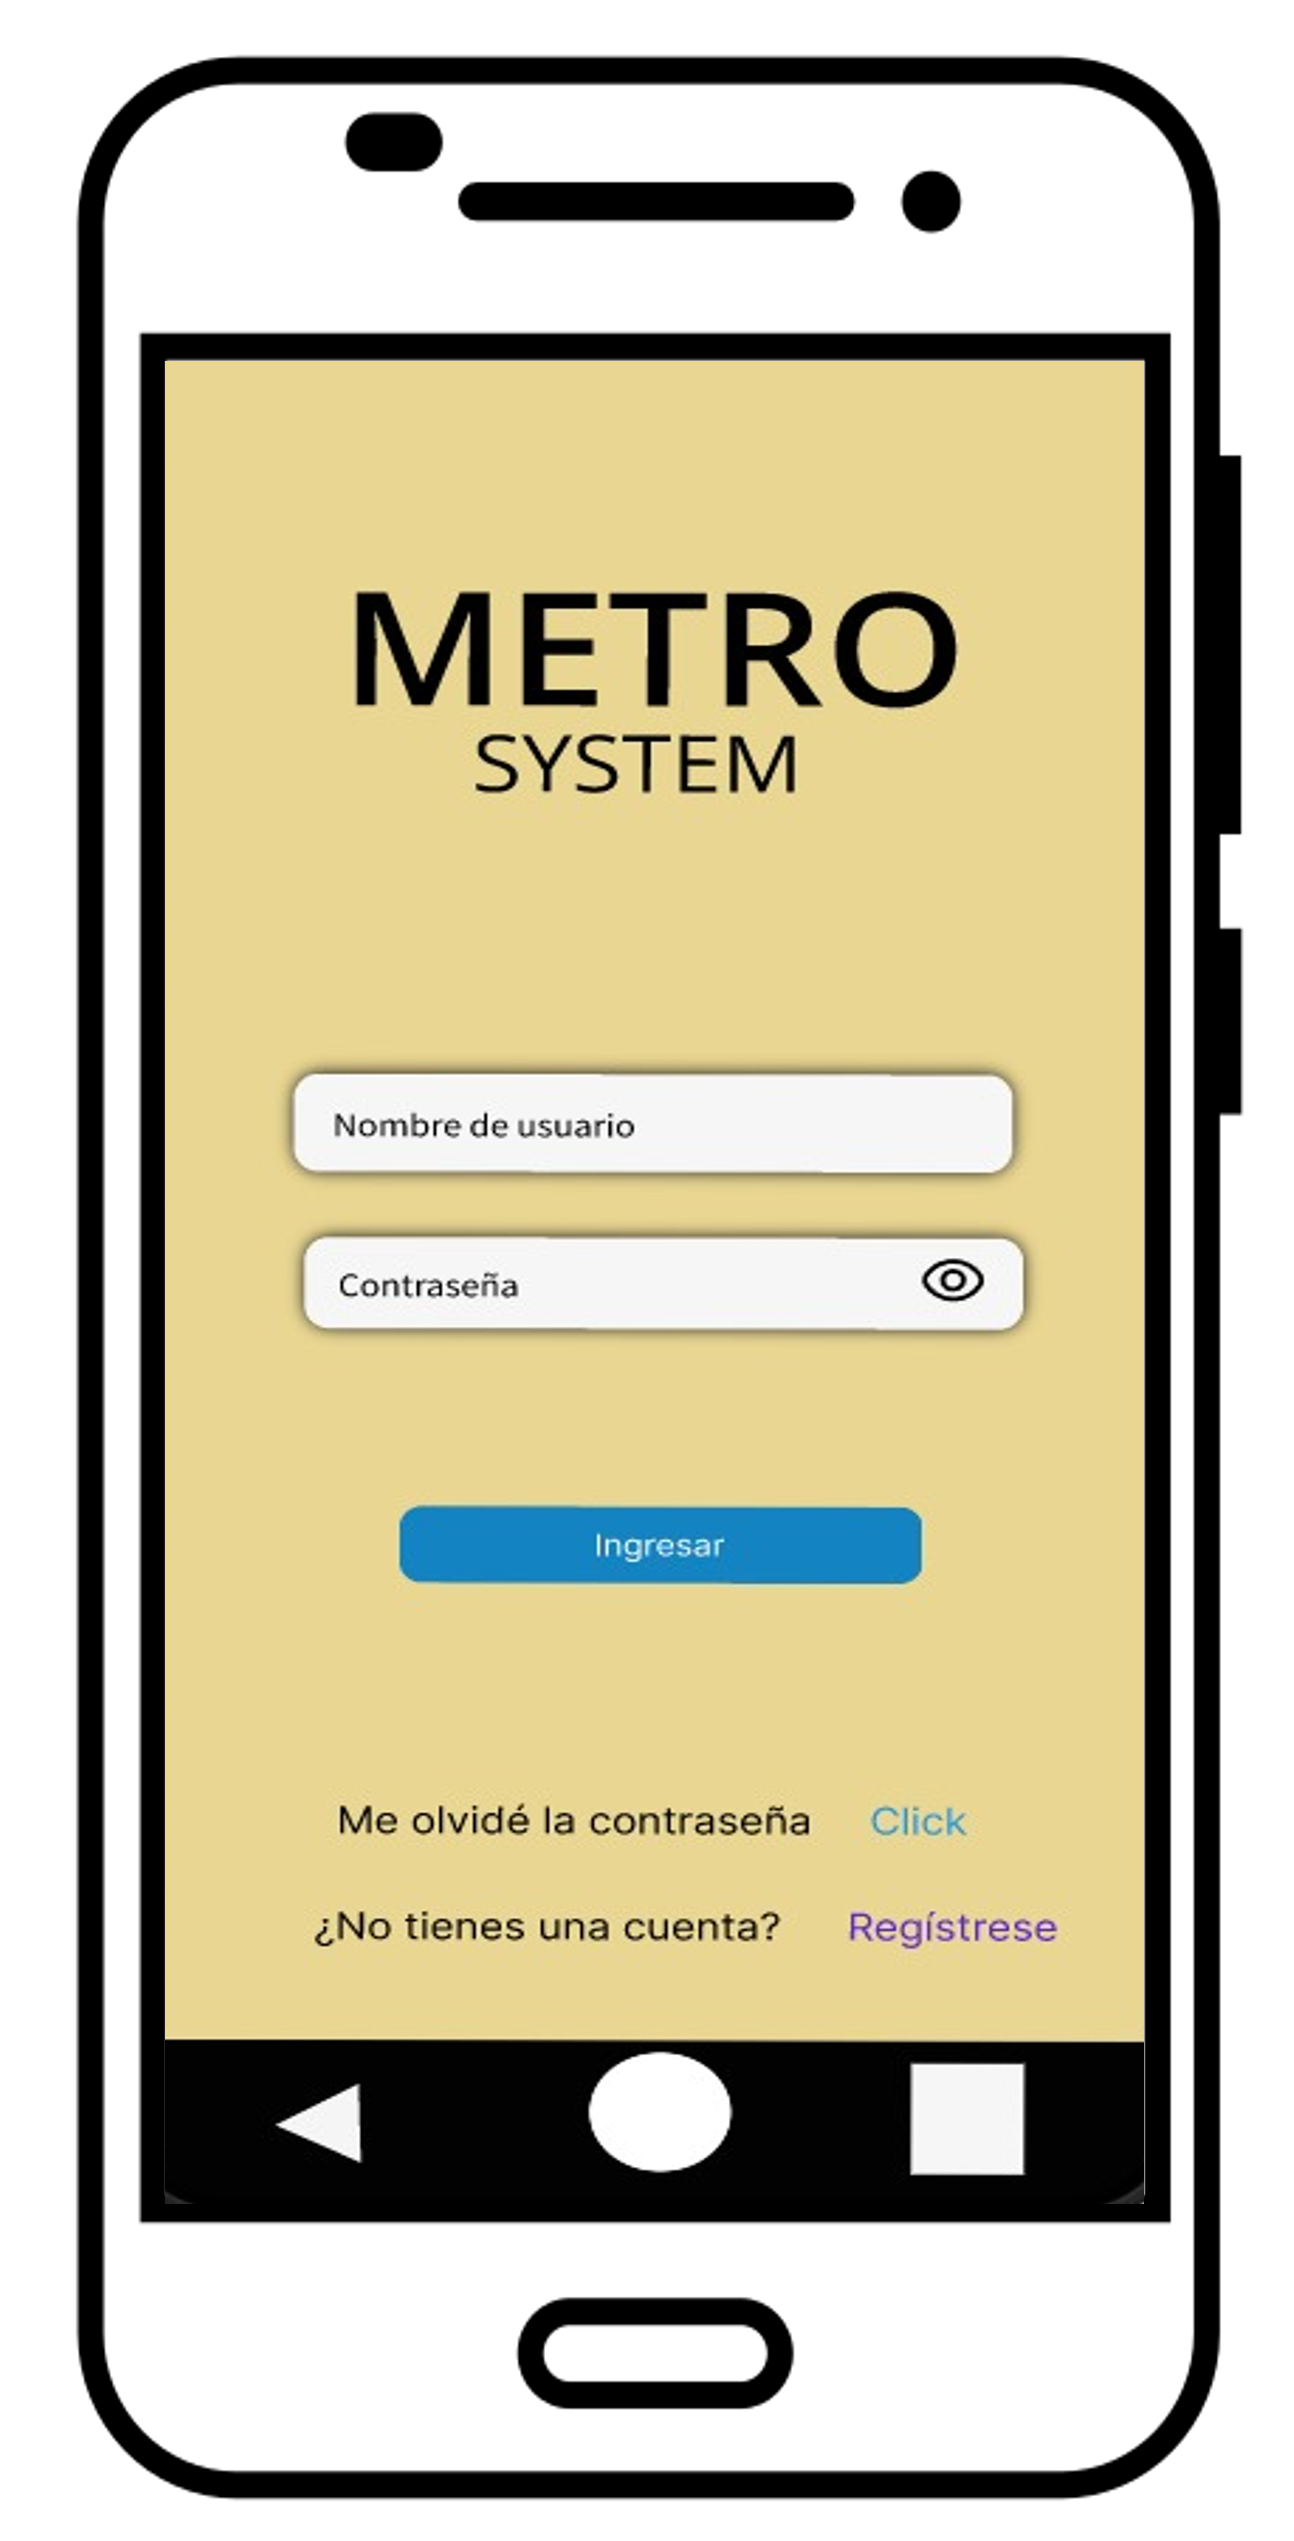 METRO
SYSTEM
Nombre de usuario
Contraseña
Ingresar
Me olvidé la contraseña Click
¿No tienes una cuenta? Regístrese